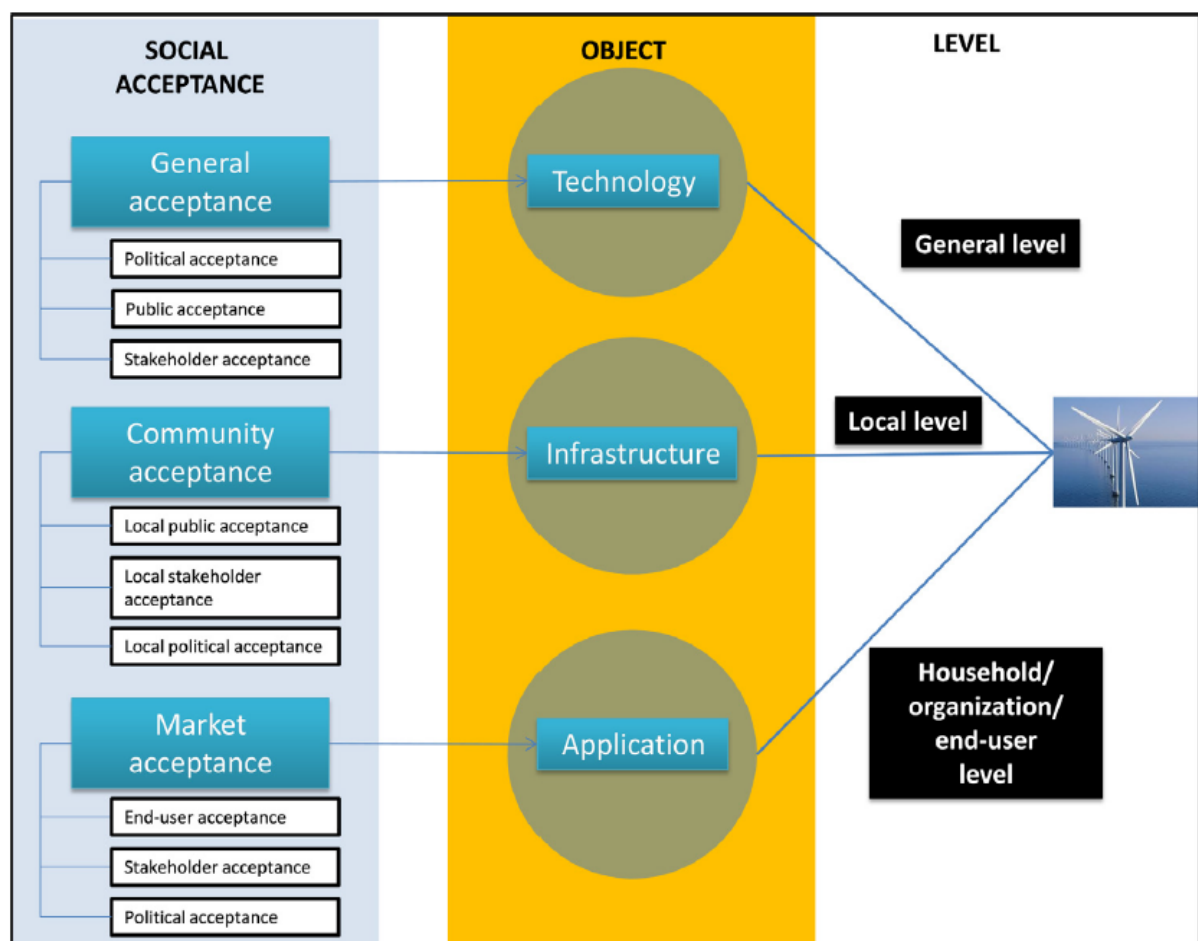 SOCIAL
ACCEPTANCE
OBJECT
LEVEL
General
acceptance
Technology
General level
Political acceptance
Public acceptance
Stakeholder acceptance
Community
acceptance
Infrastructure
Local level
Local public acceptance
Local stakeholder
acceptance
Local political acceptance
Market
acceptance
Application
Household/
organization/
end-user
level
End-user acceptance
Stakeholder acceptance
Political acceptance